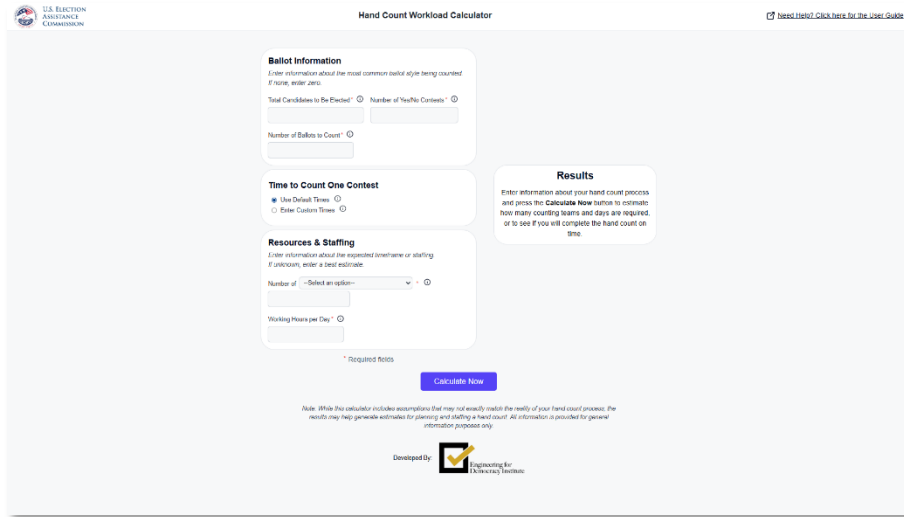 U.S. ELECTION
ASSISTANCE
COMMISSION
Hand Count Workload Calculator
Need Help? Click here for the User Guide
Ballot Information
Enter information about the most common ballot style being counted
If none, enter zero.
Total Candidates to Be Elected* Number of Yes/No Contests*
Number of Ballots to Count*
Time to Count One Contest
Use Default Times
Enter Custom Times
Resources & Staffing
Enter information about the expected timeframe or staffing
If unknown, enter a best estimate.
Number of --Select an option-- *
Working Hours per Day*
* Required fields
Calculate Now
Results
Enter information about your hand count process
and press the Calculate Now button to estimate
how many counting teams and days are required,
or to see if you will complete the hand count on
time.
Note: While this calculator includes assumptions that may not exactly match the reality of your hand count process, the
results may help generate estimates for planning and staffing a hand count. All information is provided for general
information purposes only.
Developed By:
Engineering for
Democracy Institute